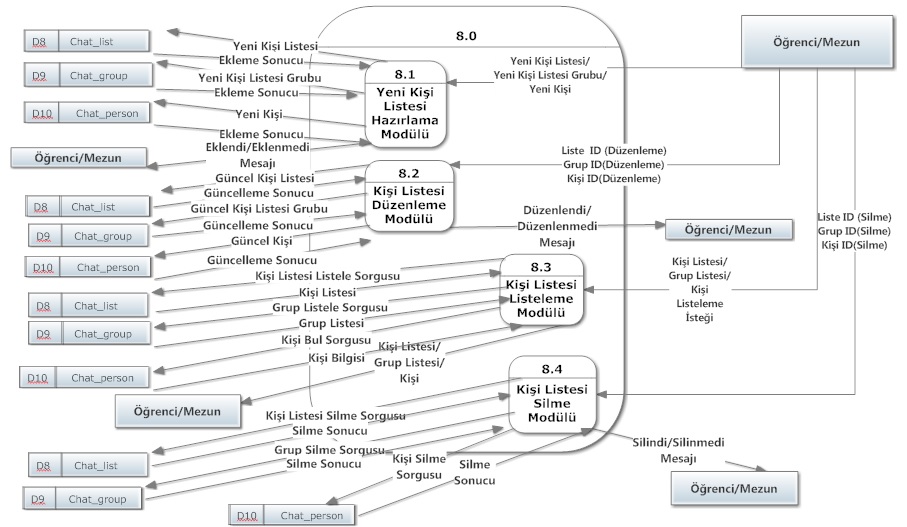 8.0
Öğrenci/Mezun
D8 Chat_list
Yeni Kişi Listesi
Ekleme Sonucu
D9 Chat_group
Yeni Kişi Listesi Grubu
Ekleme Sonucu
D10 Chat_person
Yeni Kişi
Ekleme Sonucu
Eklendi/Eklenmedi
Mesajı
Öğrenci/Mezun
8.1
Yeni Kişi
Listesi
Hazırlama
Modülü
Yeni Kişi Listesi/
Yeni Kişi Listesi Grubu/
Yeni Kişi
Güncel Kişi Listesi
Güncelleme Sonucu
D8 Chat_list
Güncel Kişi Listesi Grubu
Güncelleme Sonucu
D9 Chat_group
Güncel Kişi
Güncelleme Sonucu
D10 Chat_person
8.2
Kişi Listesi
Düzenleme
Modülü
Liste ID (Düzenleme)
Grup ID(Düzenleme)
Kişi ID(Düzenleme)
Düzenlendi/
Düzenlenmedi
Mesajı
Öğrenci/Mezun
Liste ID (Silme)
Grup ID(Silme)
Kişi ID(Silme)
Kişi Listesi Listele Sorgusu
Kişi Listesi
D8 Chat_list
Grup Listele Sorgusu
Grup Listesi
D9 Chat_group
Kişi Bul Sorgusu
Kişi Bilgisi
D10 Chat_person
Kişi Listesi/
Grup Listesi/
Kişi
Öğrenci/Mezun
8.3
Kişi Listesi
Listeleme
Modülü
Kişi Listesi/
Grup Listesi/
Kişi
Listeleme
İsteği
8.4
Kişi Listesi
Silme
Modülü
Kişi Listesi Silme Sorgusu
Silme Sonucu
D8 Chat_list
Grup Silme Sorgusu
Silme Sonucu
D9 Chat_group
Kişi Silme
Sorgusu
Silme
Sonucu
D10 Chat_person
Silindi/Silinmedi
Mesajı
Öğrenci/Mezun